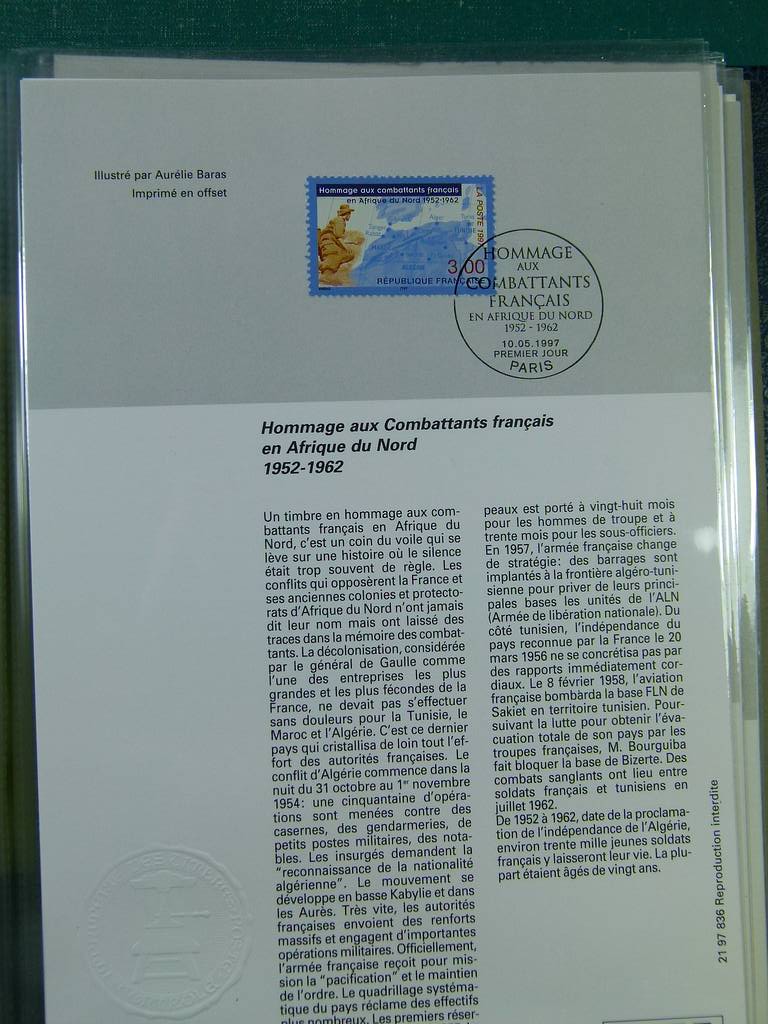 Illustré par Aurélie Baras
Imprimé en offset
Hommage aux combattants français
en Afrique du Nord 1952-1962
LA POSTE 199
Alger
Tunis
Tanger
Rabat
TUNISIE
MAROC
ALGÉRIE
3,00
RÉPUBLIQUE FRANÇAISE
HOMMAGE
AUX
COMBATTANTS
FRANÇAIS
EN AFRIQUE DU NORD
1952 - 1962
10.05.1997
PREMIER JOUR
PARIS
Hommage aux Combattants français
en Afrique du Nord
1952-1962
Un timbre en hommage aux com-
battants français en Afrique du
Nord, c'est un coin du voile qui se
lève sur une histoire où le silence
était trop souvent de règle. Les
conflits qui opposèrent la France et
ses anciennes colonies et protecto-
rats d'Afrique du Nord n'ont jamais
dit leur nom mais ont laissé des
traces dans la mémoire des combat-
tants. La décolonisation, considérée
par le général de Gaulle comme
l'une des entreprises les plus
grandes et les plus fécondes de la
France, ne devait pas s'effectuer
sans douleurs pour la Tunisie, le
Maroc et l'Algérie. C'est ce dernier
pays qui cristallisa de loin tout l'ef-
fort des autorités françaises. Le
conflit d'Algérie commence dans la
nuit du 31 octobre au 1er novembre
1954: une cinquantaine d'opéra-
tions sont menées contre des
casernes, des gendarmeries, de
petits postes militaires, des nota-
bles. Les insurgés demandent la
"reconnaissance de la nationalité
algérienne". Le mouvement se
développe en basse Kabylie et dans
les Aurès. Très vite, les autorités
françaises envoient des renforts
massifs et engagent d'importantes
opérations militaires. Officiellement,
l'armée française reçoit pour mis-
sion la "pacification" et le maintien
de l'ordre. Le quadrillage systéma-
tique du pays réclame des effectifs
plus nombreux. Les premiers réser-
peaux est porté à vingt-huit mois
pour les hommes de troupe et à
trente mois pour les sous-officiers.
En 1957, l'armée française change
de stratégie: des barrages sont
implantés à la frontière algéro-tuni-
sienne pour priver de leurs princi-
pales bases les unités de l'ALN
(Armée de libération nationale). Du
côté tunisien, l'indépendance du
pays reconnue par la France le 20
mars 1956 ne se concrétisa pas par
des rapports immédiatement cor-
diaux. Le 8 février 1958, l'aviation
française bombarda la base FLN de
Sakiet en territoire tunisien. Pour-
suivant la lutte pour obtenir l'éva-
cuation totale de son pays par les
troupes françaises, M. Bourguiba
fait bloquer la base de Bizerte. Des
combats sanglants ont lieu entre
soldats français et tunisiens en
juillet 1962.
De 1952 à 1962, date de la proclama-
tion de l'indépendance de l'Algérie,
environ trente mille jeunes soldats
français y laisseront leur vie. La plu-
part étaient âgés de vingt ans.
21 97 836 Reproduction interdite